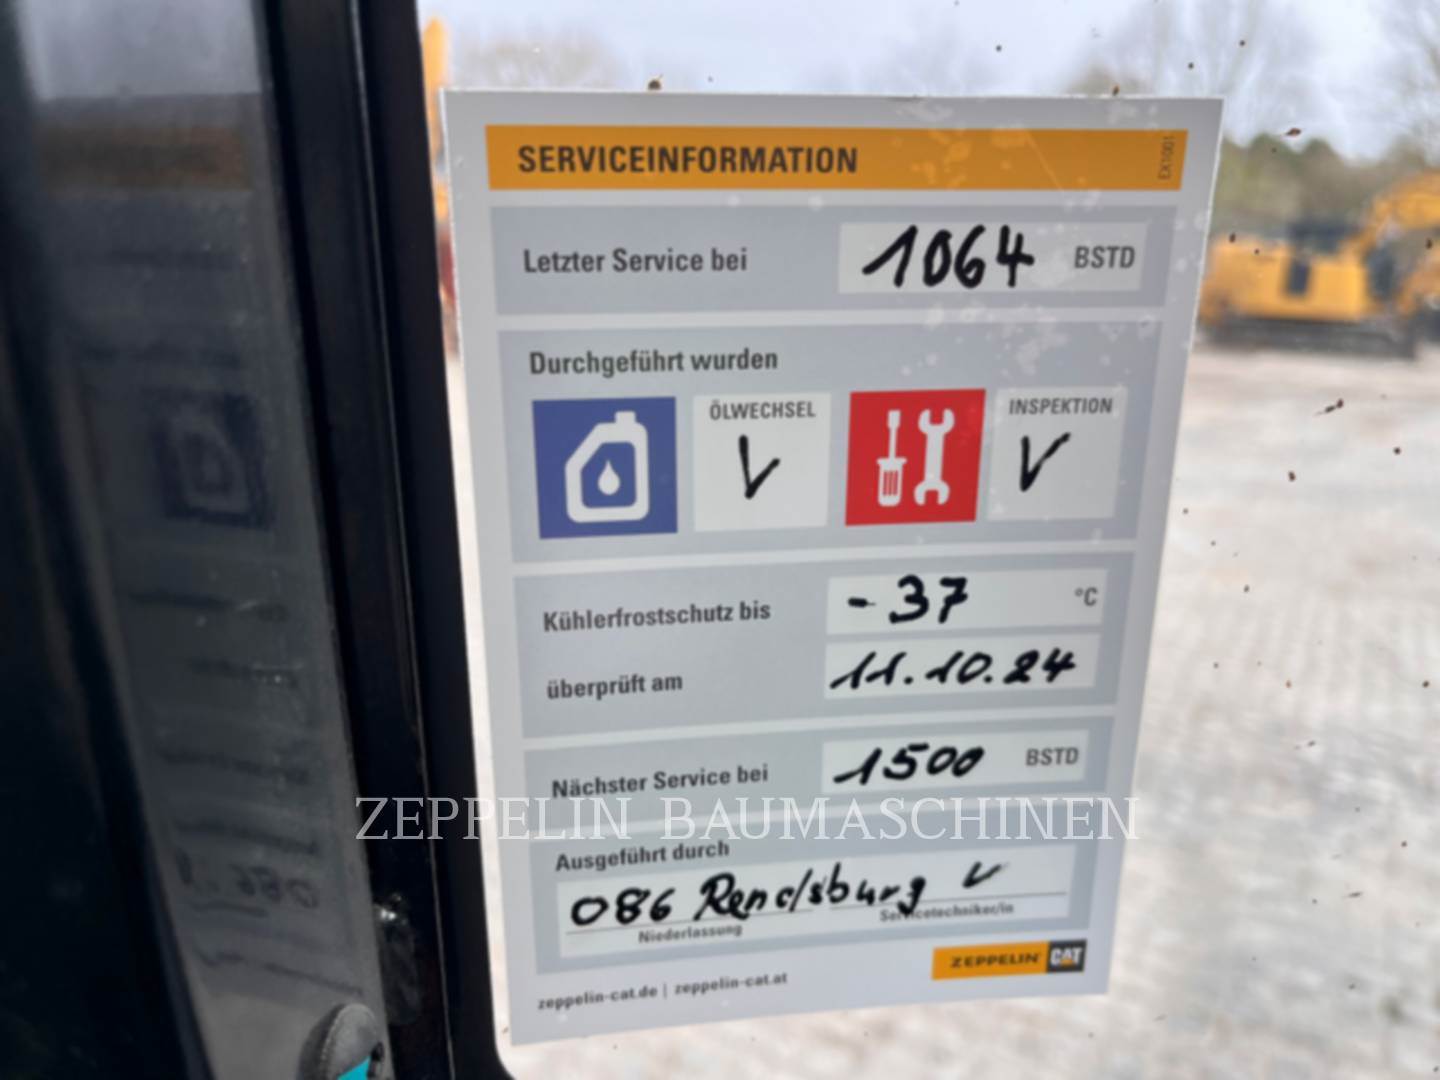 SERVICEINFORMATION
EX1001
Letzter Service bei 1064 BSTD
Durchgeführt wurden
ÖLWECHSEL V INSPEKTION V
Kühlerfrostschutz bis -37 °C
überprüft am 11.10.24
Nächster Service bei 1500 BSTD
ZEPPELIN BAUMASCHINEN
Ausgeführt durch
086 Rendsburg
Niederlassung Servicetechniker/in
ZEPPELIN CAT
zeppelin-cat.de | zeppelin-cat.at